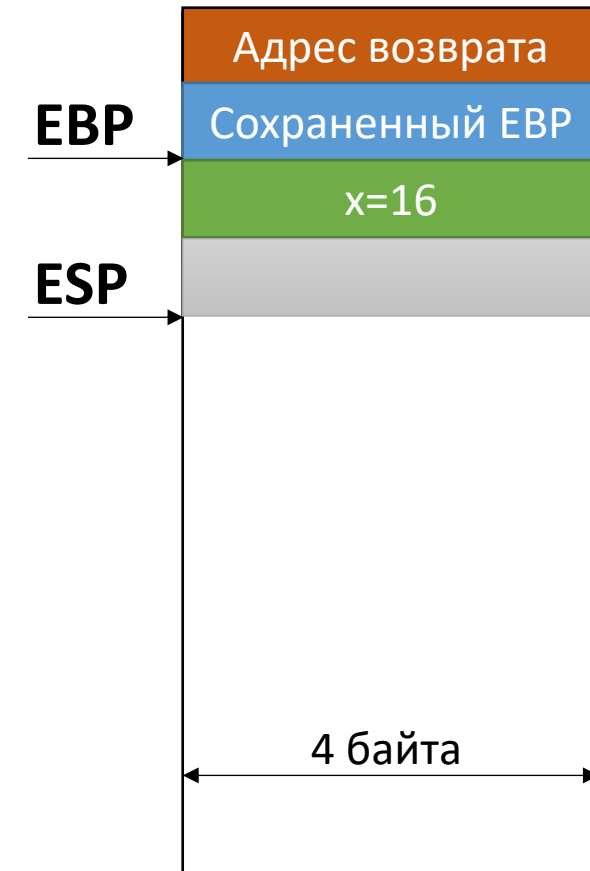 Адрес возврата
EBP
Сохраненный EBP
x=16
ESP
4 байта